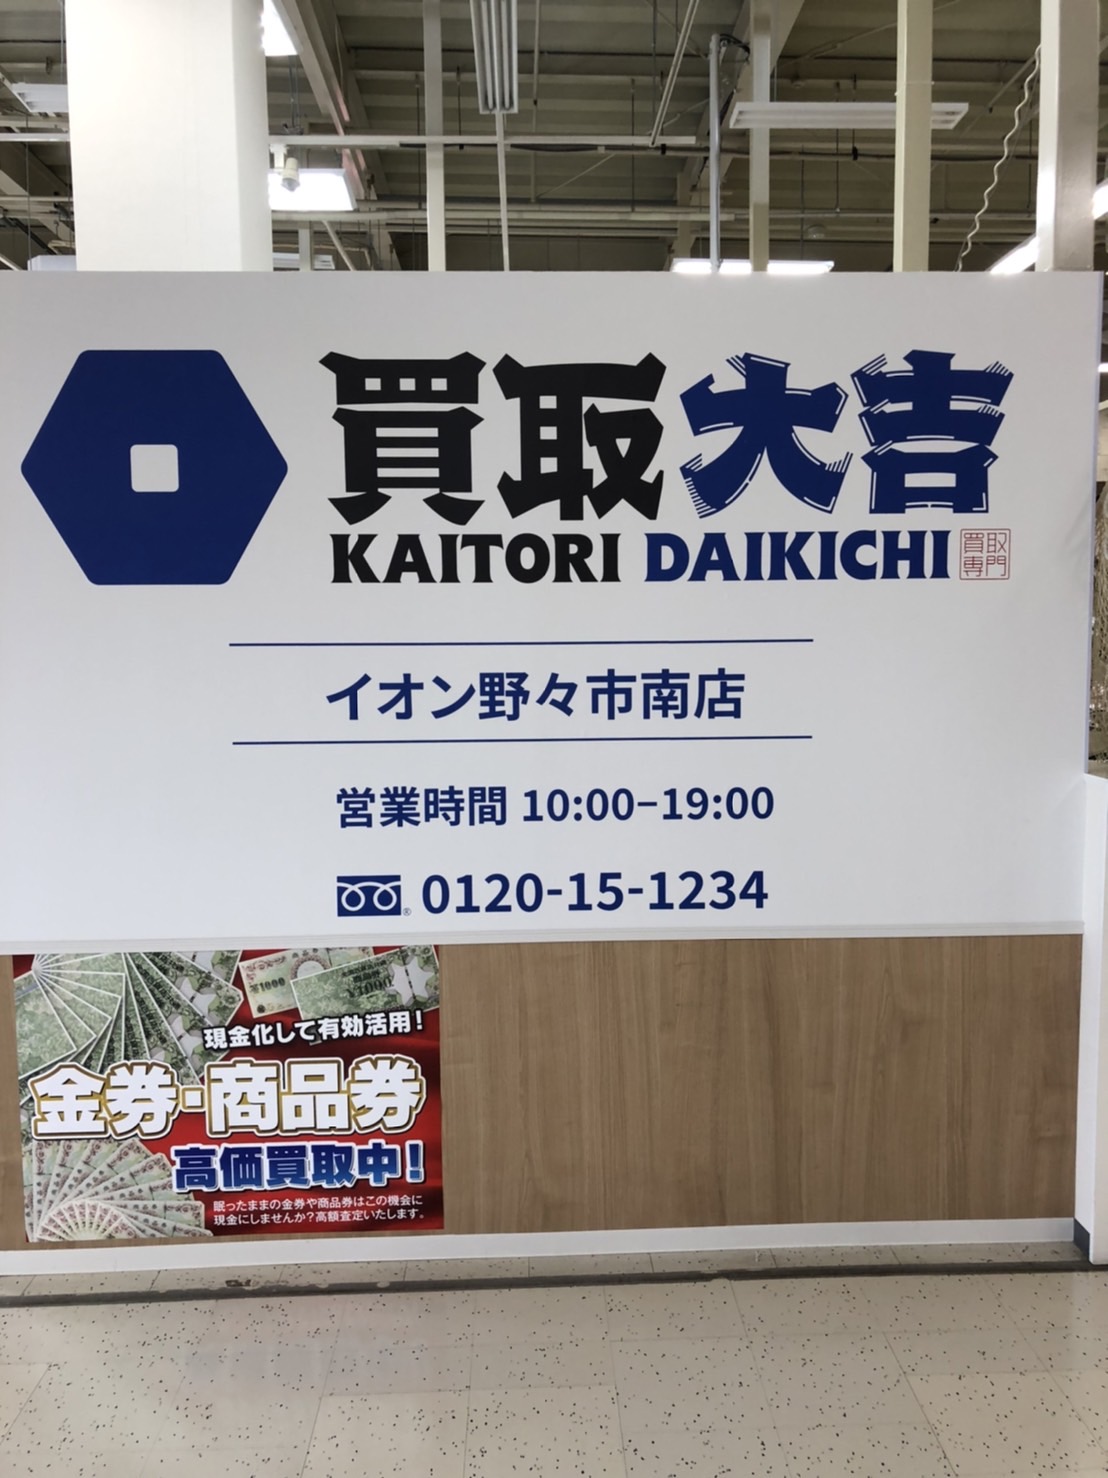 買取大吉
KAITORI DAIKICHI
買取
専門
イオン野々市南店
営業時間 10:00-19:00
0120-15-1234
現金化して有効活用!
金券・商品券
高価買取中!
眠ったままの金券や商品券はこの機会に
現金にしませんか?高額査定いたします。